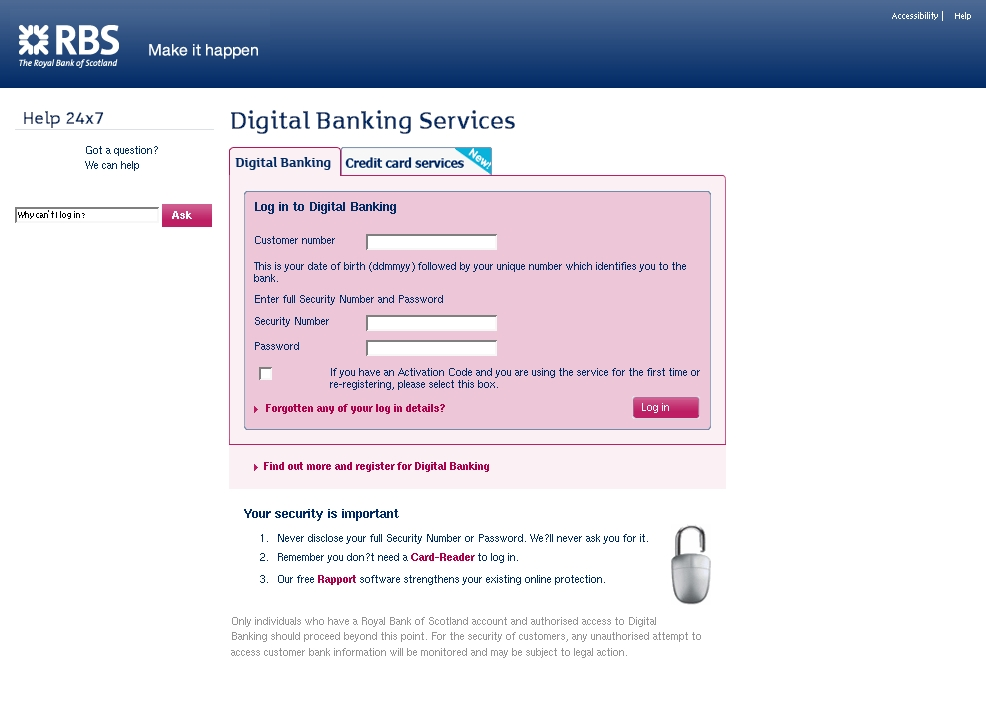 Accessibility | Help
RBS
The Royal Bank of Scotland
Make it happen
Help 24x7
Got a question?
We can help
Why can't I log in?
Ask
Digital Banking Services
Digital Banking
Credit card services
New!
Log in to Digital Banking
Customer number
This is your date of birth (ddmmyy) followed by your unique number which identifies you to the
bank.
Enter full Security Number and Password
Security Number
Password
If you have an Activation Code and you are using the service for the first time or
re-registering, please select this box.
Forgotten any of your log in details?
Log in
Find out more and register for Digital Banking
Your security is important
1. Never disclose your full Security Number or Password. We?ll never ask you for it.
2. Remember you don?t need a Card-Reader to log in.
3. Our free Rapport software strengthens your existing online protection.
Only individuals who have a Royal Bank of Scotland account and authorised access to Digital
Banking should proceed beyond this point. For the security of customers, any unauthorised attempt to
access customer bank information will be monitored and may be subject to legal action.